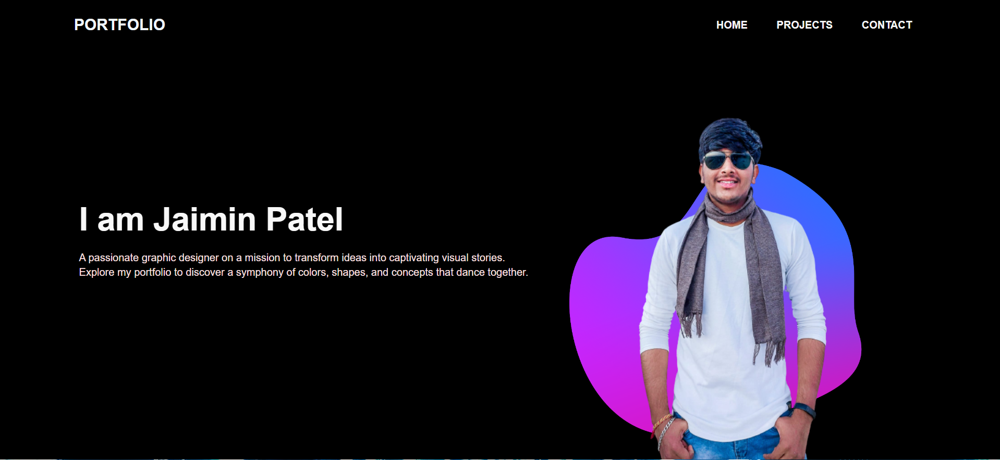 PORTFOLIO
HOME PROJECTS CONTACT
I am Jaimin Patel
A passionate graphic designer on a mission to transform ideas into captivating visual stories.
Explore my portfolio to discover a symphony of colors, shapes, and concepts that dance together.